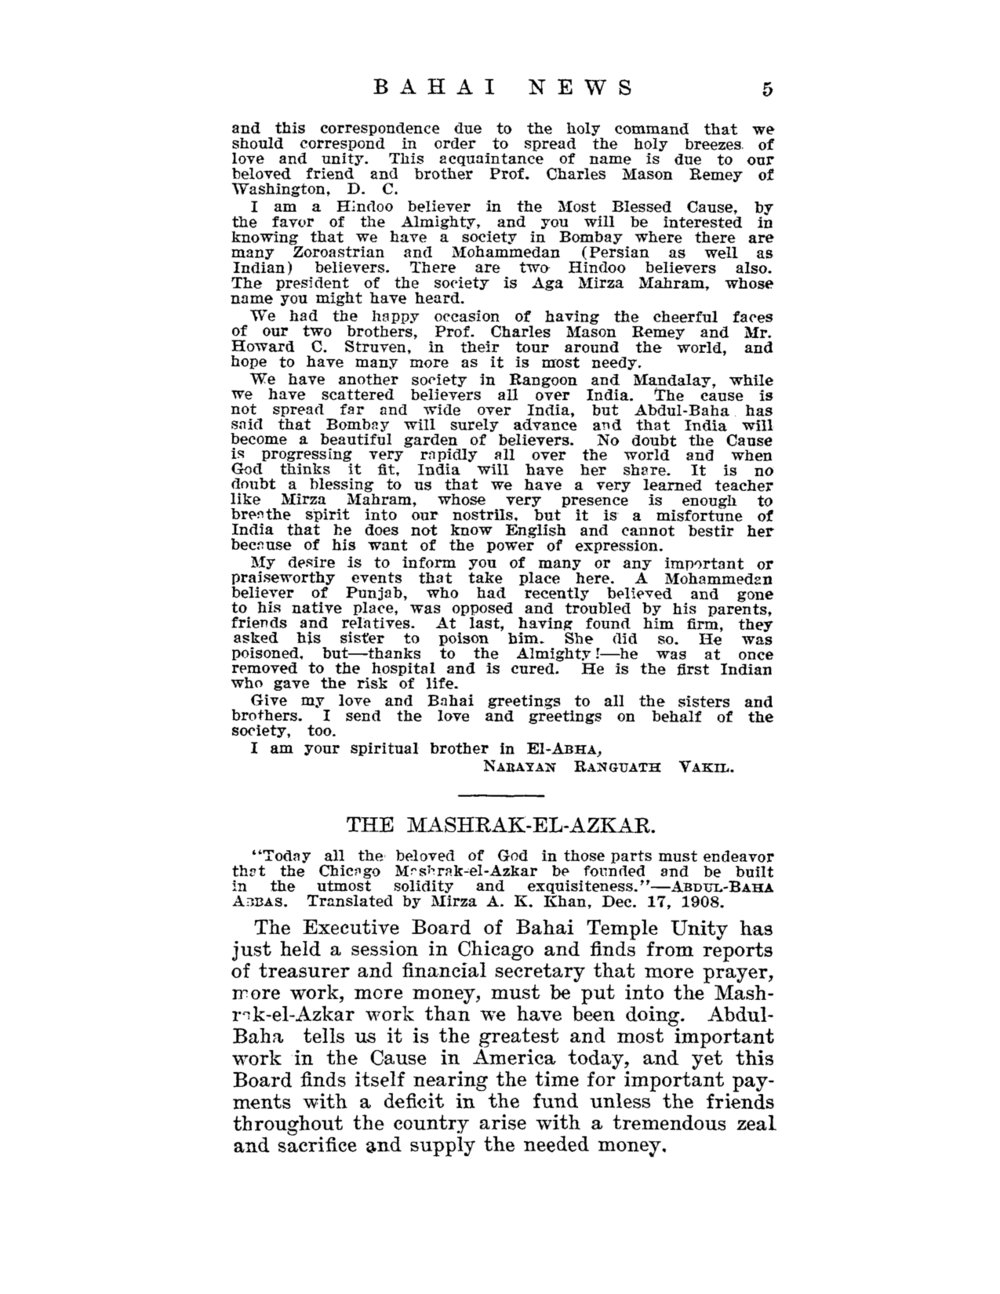 BAHAI NEWS 5
and this correspondence due to the holy command that we
should correspond in order to spread the holy breezes of
love and unity. This acquaintance of name is due to our
beloved friend and brother Prof. Charles Mason Remey of
Washington, D. C.
I am a Hindoo believer in the Most Blessed Cause, by
the favor of the Almighty, and you will be interested in
knowing that we have a society in Bombay where there are
many Zoroastrian and Mohammedan (Persian as well as
Indian) believers. There are two Hindoo believers also.
The president of the society is Aga Mirza Mahram, whose
name you might have heard.
We had the happy occasion of having the cheerful faces
of our two brothers, Prof. Charles Mason Remey and Mr.
Howard C. Struven, in their tour around the world, and
hope to have many more as it is most needy.
We have another society in Rangoon and Mandalay, while
we have scattered believers all over India. The cause is
not spread far and wide over India, but Abdul-Baha has
said that Bombay will surely advance and that India will
become a beautiful garden of believers. No doubt the Cause
is progressing very rapidly all over the world and when
God thinks it fit, India will have her share. It is no
doubt a blessing to us that we have a very learned teacher
like Mirza Mahram, whose very presence is enough to
breathe spirit into our nostrils, but it is a misfortune of
India that he does not know English and cannot bestir her
because of his want of the power of expression.
My desire is to inform you of many or any important or
praiseworthy events that take place here. A Mohammedan
believer of Punjab, who had recently believed and gone
to his native place, was opposed and troubled by his parents,
friends and relatives. At last, having found him firm, they
asked his sister to poison him. She did so. He was
poisoned, but—thanks to the Almighty!—he was at once
removed to the hospital and is cured. He is the first Indian
who gave the risk of life.
Give my love and Bahai greetings to all the sisters and
brothers. I send the love and greetings on behalf of the
society, too.
I am your spiritual brother in El-ABHA,
NARAYAN RANGUATH VAKIL.
THE MASHRAK-EL-AZKAR.
“Today all the beloved of God in those parts must endeavor
that the Chicago Mashrak-el-Azkar be founded and be built
in the utmost solidity and exquisiteness.”—ABDUL-BAHA
ABBAS. Translated by Mirza A. K. Khan, Dec. 17, 1908.
The Executive Board of Bahai Temple Unity has
just held a session in Chicago and finds from reports
of treasurer and financial secretary that more prayer,
more work, more money, must be put into the Mash-
rak-el-Azkar work than we have been doing. Abdul-
Baha tells us it is the greatest and most important
work in the Cause in America today, and yet this
Board finds itself nearing the time for important pay-
ments with a deficit in the fund unless the friends
throughout the country arise with a tremendous zeal
and sacrifice and supply the needed money.